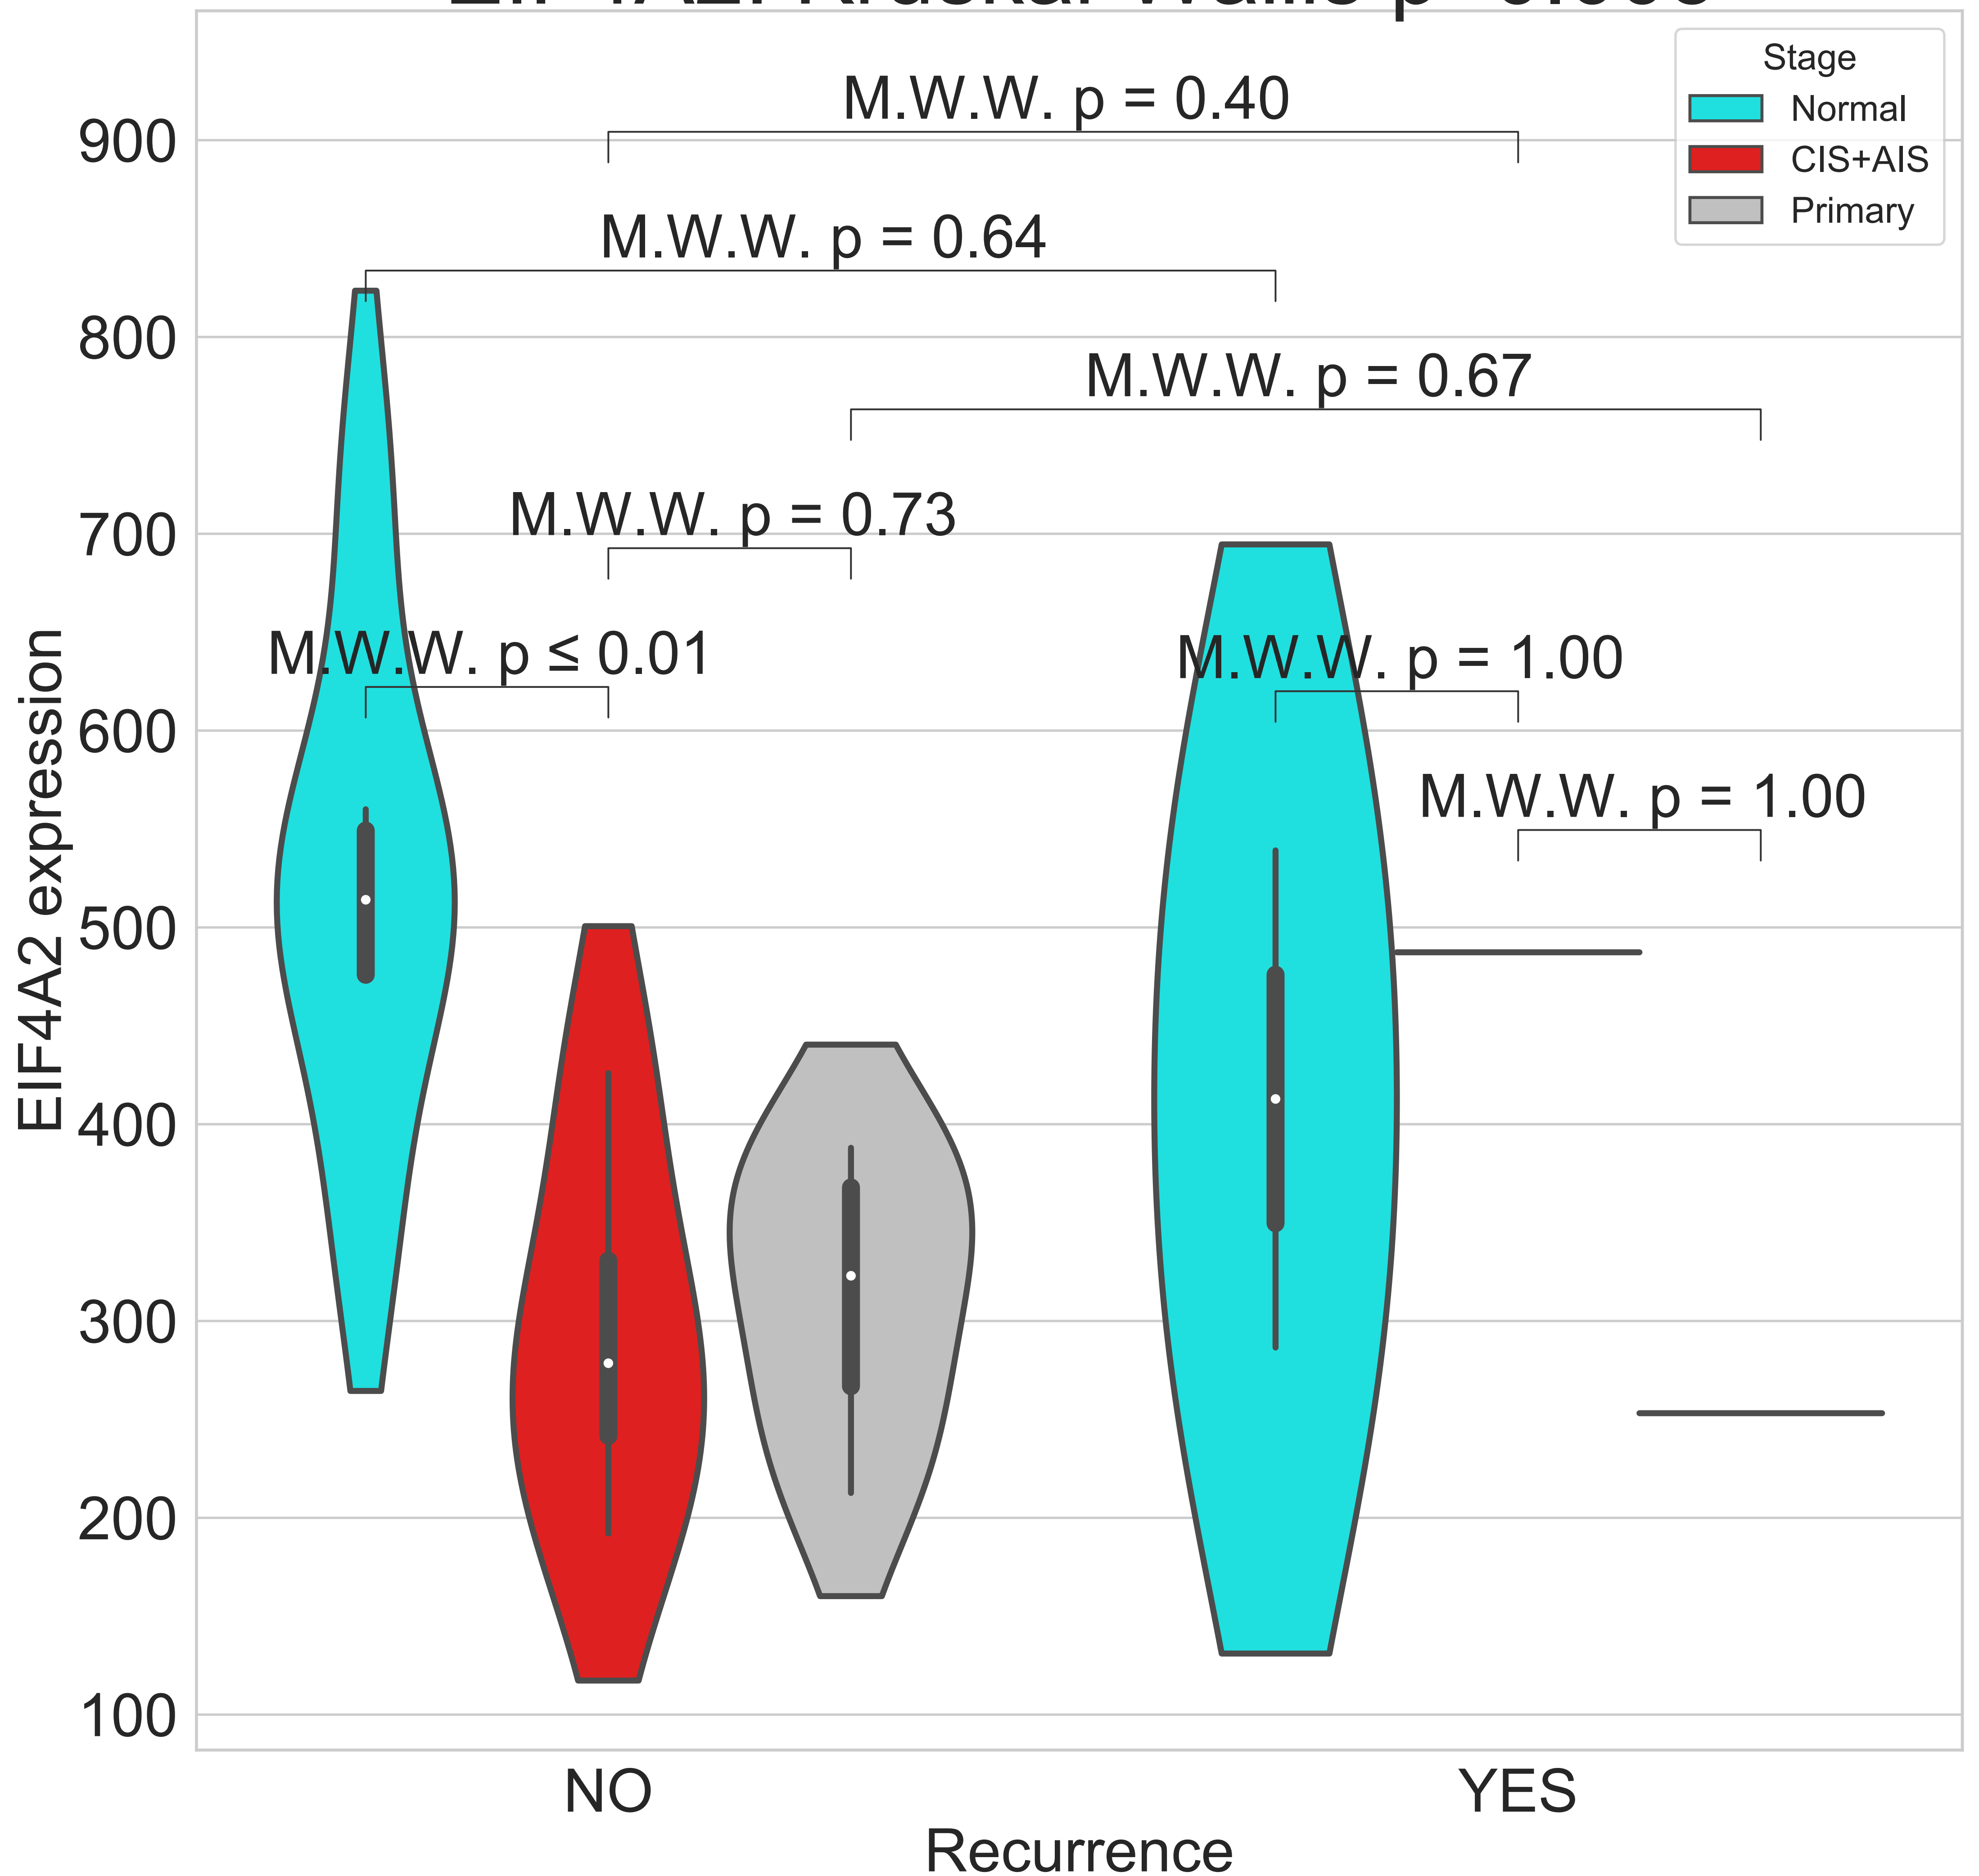 Stage
Normal
CIS+AIS
Primary
M.W.W. p = 0.40
M.W.W. p = 0.64
M.W.W. p = 0.67
M.W.W. p = 0.73
M.W.W. p ≤ 0.01
M.W.W. p = 1.00
M.W.W. p = 1.00
900
800
700
600
500
400
300
200
100
EIF4A2 expression
NO
YES
Recurrence